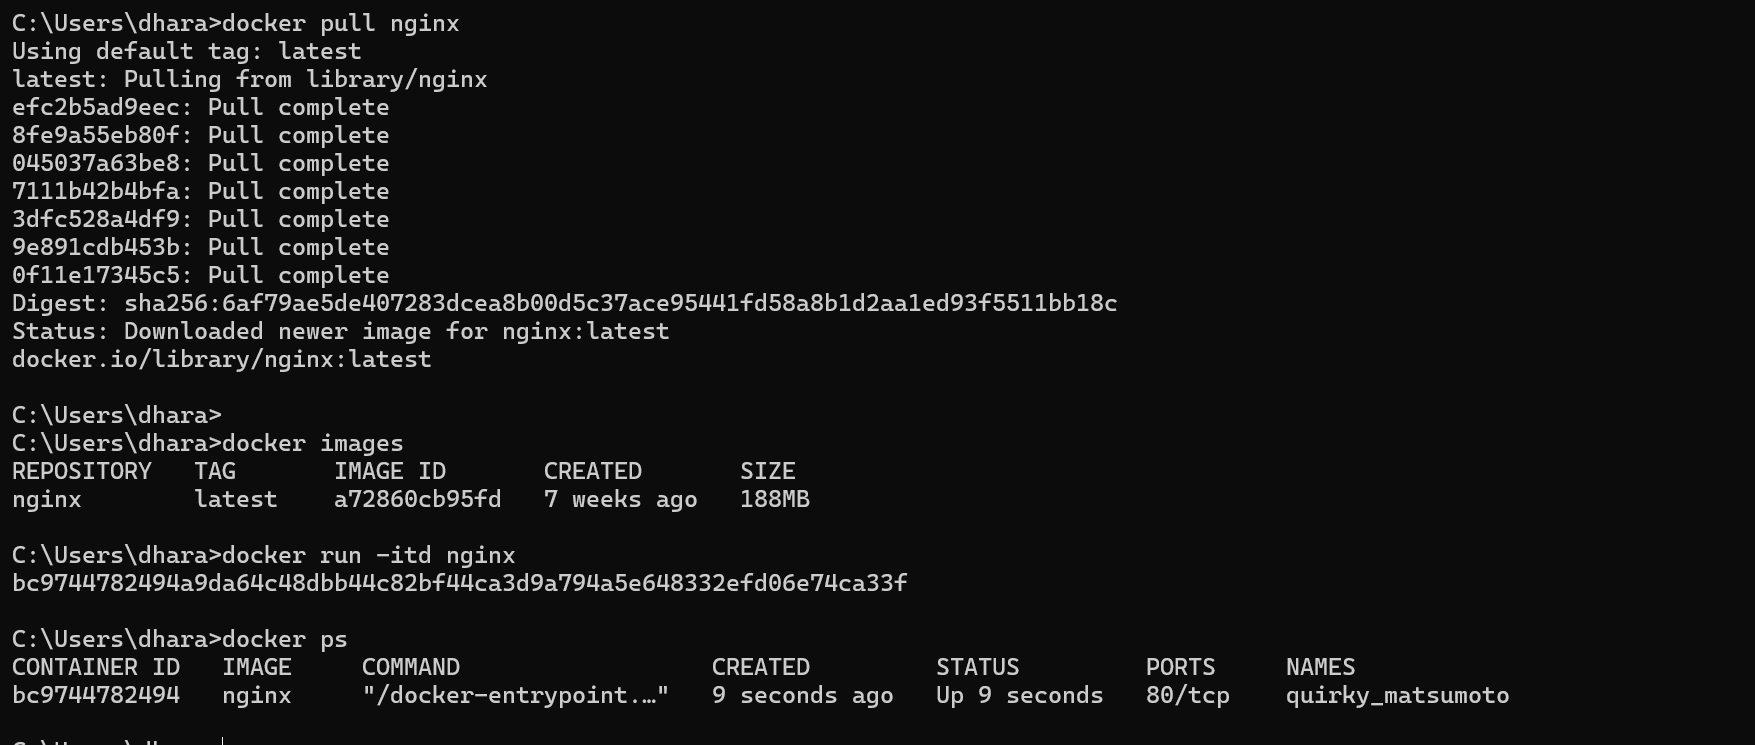 C:\Users\dhara>docker pull nginx
Using default tag: latest
latest: Pulling from library/nginx
efc2b5ad9eec: Pull complete
8fe9a55eb80f: Pull complete
045037a63be8: Pull complete
7111b42b4bfa: Pull complete
3dfc528a4df9: Pull complete
9e891cdb453b: Pull complete
0f11e17345c5: Pull complete
Digest: sha256:6af79ae5de407283dcea8b00d5c37ace95441fd58a8b1d2aa1ed93f5511bb18c
Status: Downloaded newer image for nginx:latest
docker.io/library/nginx:latest
C:\Users\dhara>
C:\Users\dhara>docker images
REPOSITORY   TAG       IMAGE ID       CREATED       SIZE
nginx        latest    a72860cb95fd   7 weeks ago   188MB
C:\Users\dhara>docker run -itd nginx
bc9744782494a9da64c48dbb44c82bf44ca3d9a794a5e648332efd06e74ca33f
C:\Users\dhara>docker ps
CONTAINER ID   IMAGE     COMMAND                  CREATED         STATUS         PORTS     NAMES
bc9744782494   nginx     "/docker-entrypoint.…"   9 seconds ago   Up 9 seconds   80/tcp    quirky_matsumoto